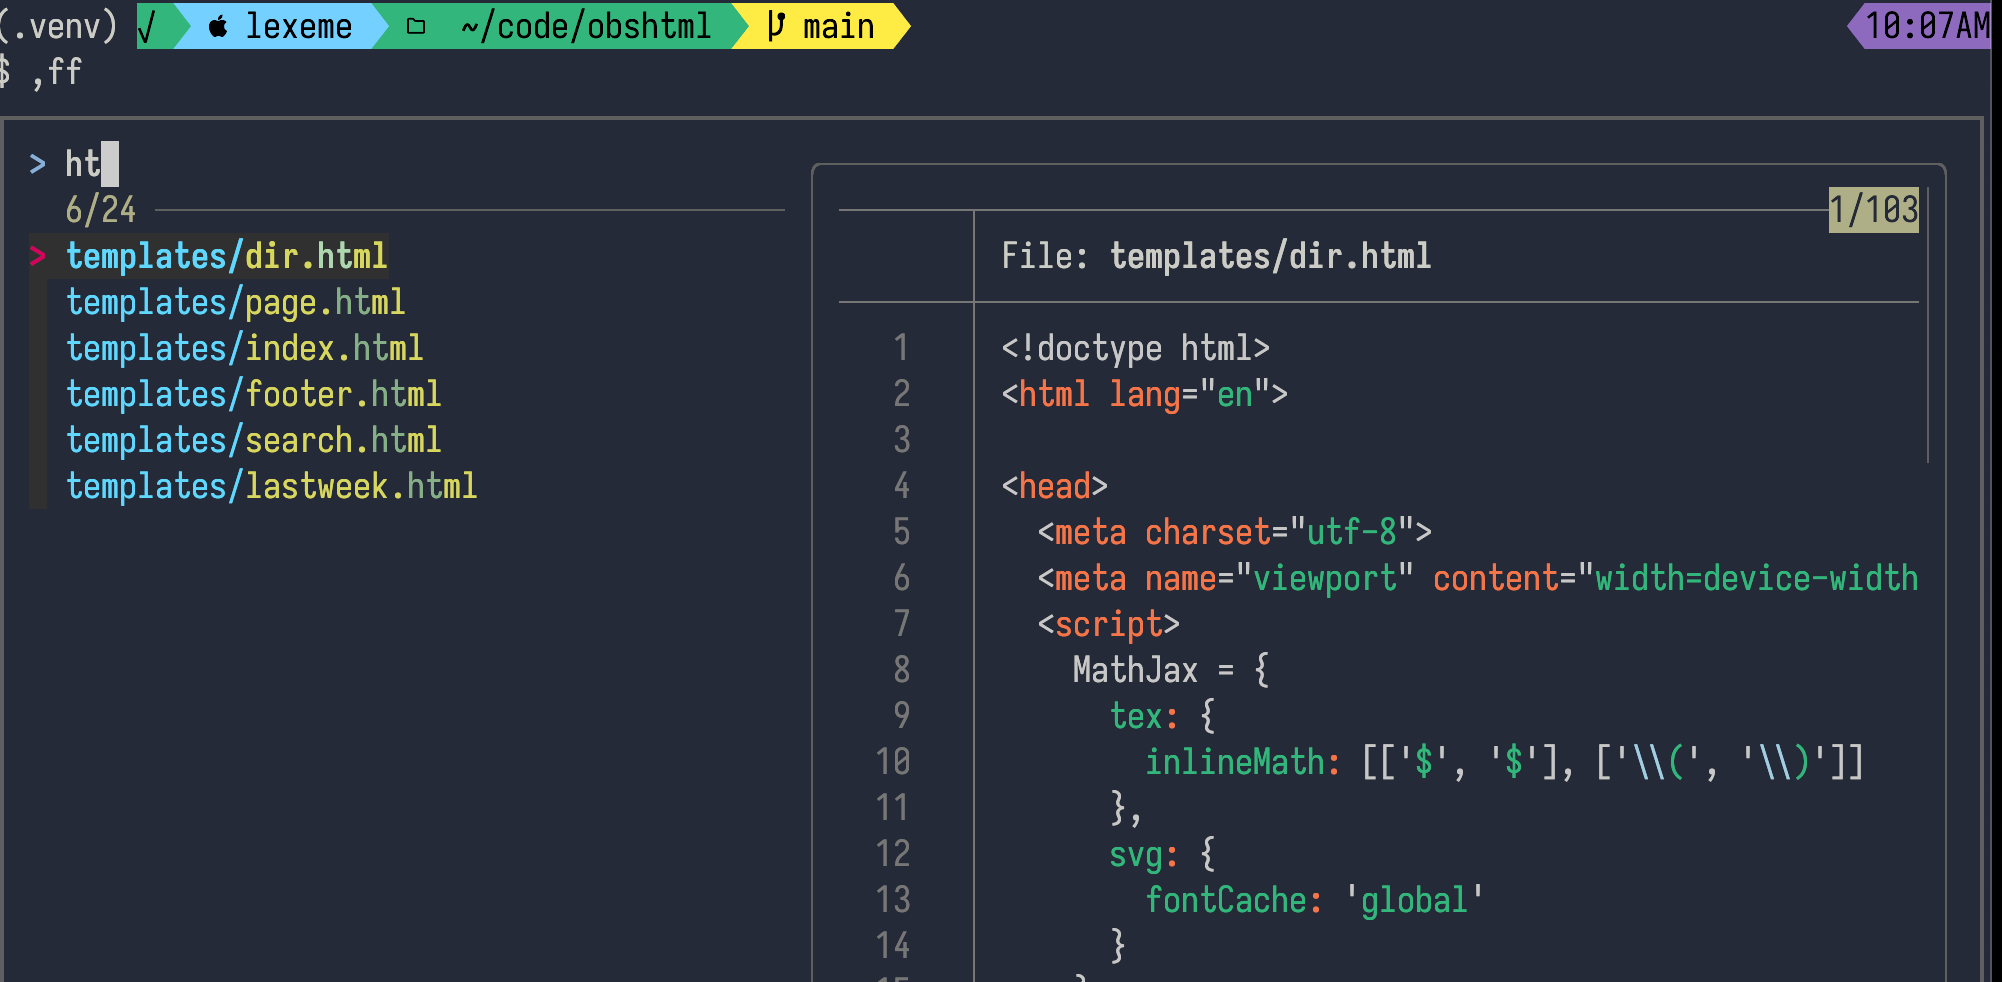 (.venv) √ lexeme ~/code/obshtml main 10:07AM
$ ,ff
> ht
6/24
> templates/dir.html
templates/page.html
templates/index.html
templates/footer.html
templates/search.html
templates/lastweek.html
1/103
File: templates/dir.html
1 <!doctype html>
2 <html lang="en">
3
4 <head>
5   <meta charset="utf-8">
6   <meta name="viewport" content="width=device-width
7   <script>
8     MathJax = {
9       tex: {
10         inlineMath: [['$', '$'], ['\\(', '\\)']]
11       },
12       svg: {
13         fontCache: 'global'
14       }